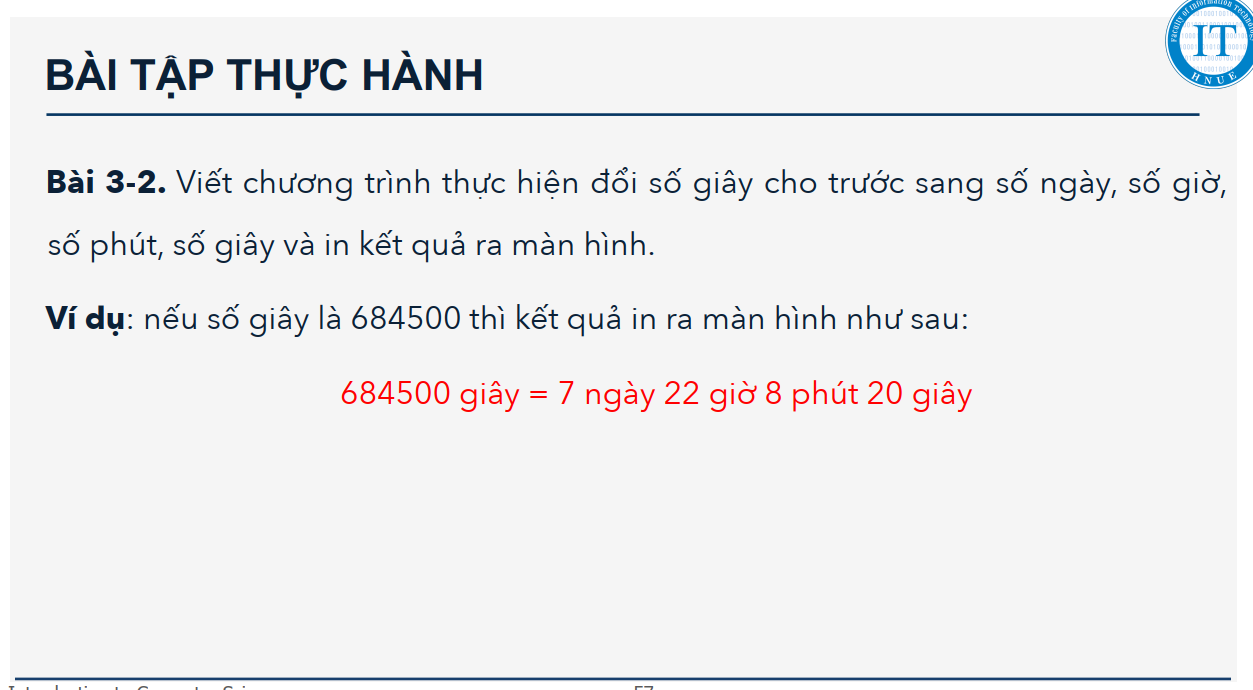 Faculty of Information Technology
IT
HNUE
BÀI TẬP THỰC HÀNH
Bài 3-2. Viết chương trình thực hiện đổi số giây cho trước sang số ngày, số giờ,
số phút, số giây và in kết quả ra màn hình.
Ví dụ: nếu số giây là 684500 thì kết quả in ra màn hình như sau:
684500 giây = 7 ngày 22 giờ 8 phút 20 giây